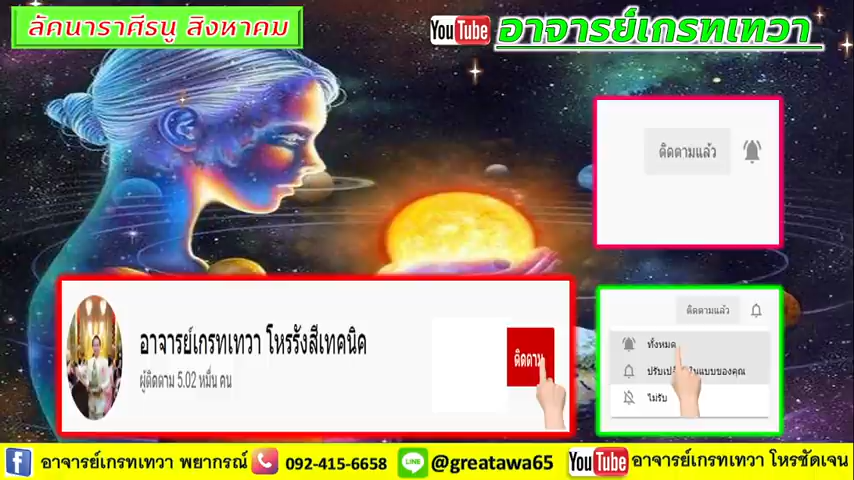 ลัคนาราศีธนู สิงหาคม
YouTube อาจารย์เกรทเทวา
ติดตามแล้ว
อาจารย์เกรทเทวา โหรรังสีเทคนิค
ผู้ติดตาม 5.02 หมื่น คน
ติดตาม
ติดตามแล้ว
ทั้งหมด
ในแบบของคุณ
ไม่รับ
อาจารย์เกรทเทวา พยากรณ์ 092-415-6658 LINE @greatawa65 YouTube อาจารย์เกรทเทวา โหรชัดเจน